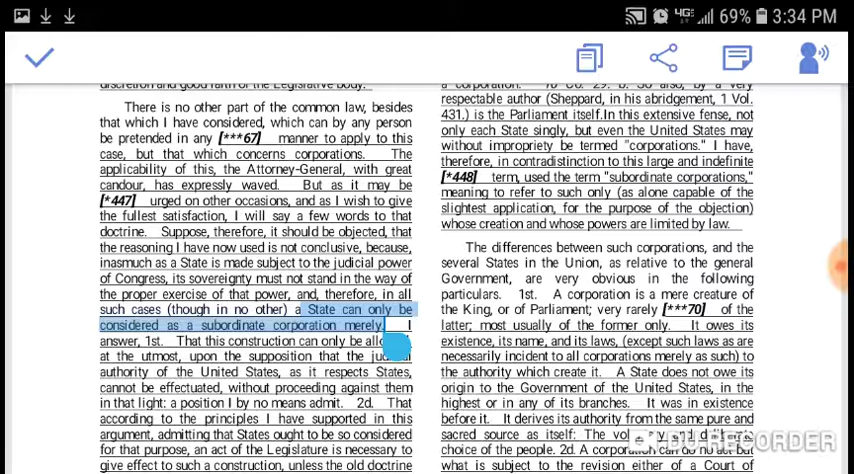 4G 69% 3:34 PM
discretion and good faith of the Legislative body.
There is no other part of the common law, besides
that which I have considered, which can by any person
be pretended in any [***67] manner to apply to this
case, but that which concerns corporations. The
applicability of this, the Attorney-General, with great
candour, has expressly waved. But as it may be
[*447] urged on other occasions, and as I wish to give
the fullest satisfaction, I will say a few words to that
doctrine. Suppose, therefore, it should be objected, that
the reasoning I have now used is not conclusive, because,
inasmuch as a State is made subject to the judicial power
of Congress, its sovereignty must not stand in the way of
the proper exercise of that power, and, therefore, in all
such cases (though in no other) a State can only be
considered as a subordinate corporation merely. I
answer, 1st. That this construction can only be
at the utmost, upon the supposition that the
authority of the United States, as it respects States,
cannot be effectuated, without proceeding against them
in that light: a position I by no means admit. 2d. That
according to the principles I have supported in this
argument, admitting that States ought to be so considered
for that purpose, an act of the Legislature is necessary to
give effect to such a construction, unless the old doctrine
a corporation. 10 Co. 29. b. So also, by a very
respectable author (Sheppard, in his abridgement, 1 Vol.
431.) is the Parliament itself.In this extensive fense, not
only each State singly, but even the United States may
without impropriety be termed "corporations." I have,
therefore, in contradistinction to this large and indefinite
[*448] term, used the term "subordinate corporations,"
meaning to refer to such only (as alone capable of the
slightest application, for the purpose of the objection)
whose creation and whose powers are limited by law.
The differences between such corporations, and the
several States in the Union, as relative to the general
Government, are very obvious in the following
particulars. 1st. A corporation is a mere creature of
the King, or of Parliament; very rarely [***70] of the
latter; most usually of the former only. It owes its
existence, its name, and its laws, (except such laws as are
necessarily incident to all corporations merely as such) to
the authority which create it. A State does not owe its
origin to the Government of the United States, in the
highest or in any of its branches. It was in existence
before it. It derives its authority from the same pure and
sacred source as itself: The
choice of the people. 2d. A corporation can do no act but
what is subject to the revision either of a Court of
DU RECORDER